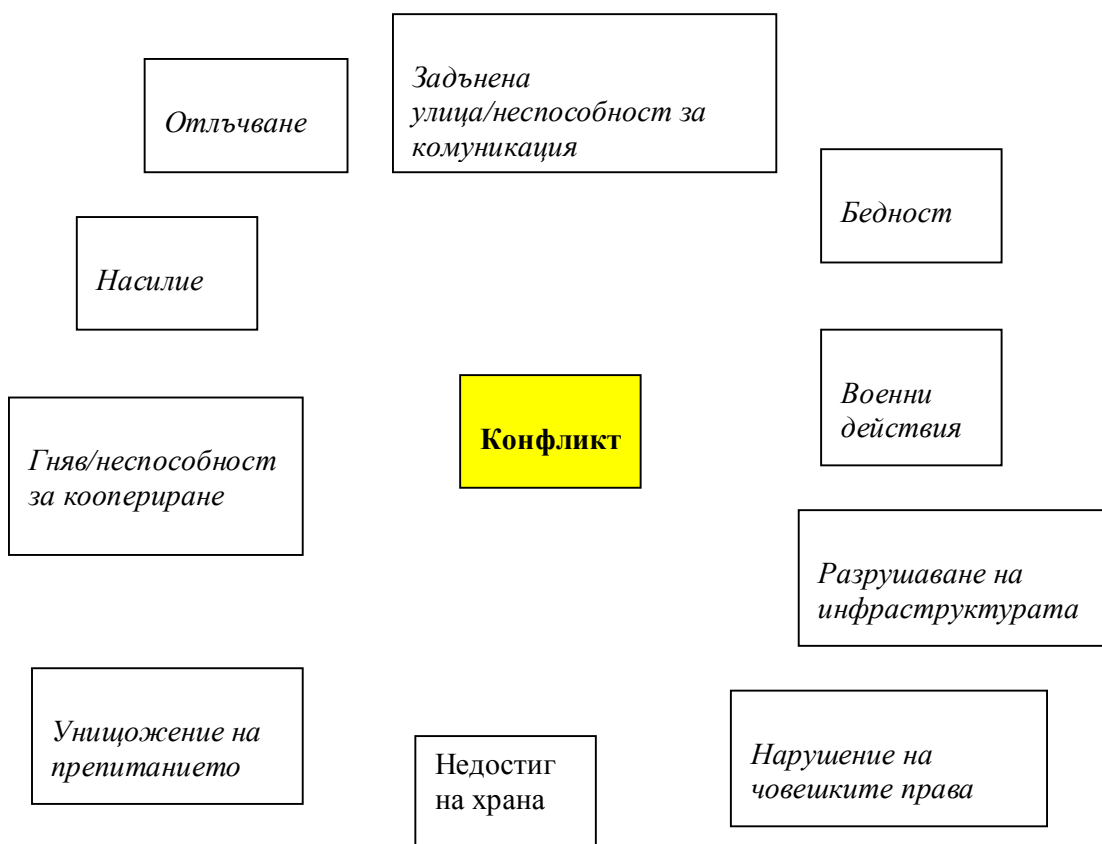 Отлъчване
Задънена
улица/неспособност за
комуникация
Бедност
Насилие
Военни
действия
Конфликт
Гняв/неспособност
за коопериране
Разрушаване на
инфраструктурата
Унищожение на
препитанието
Недостиг
на храна
Нарушение на
човешките права